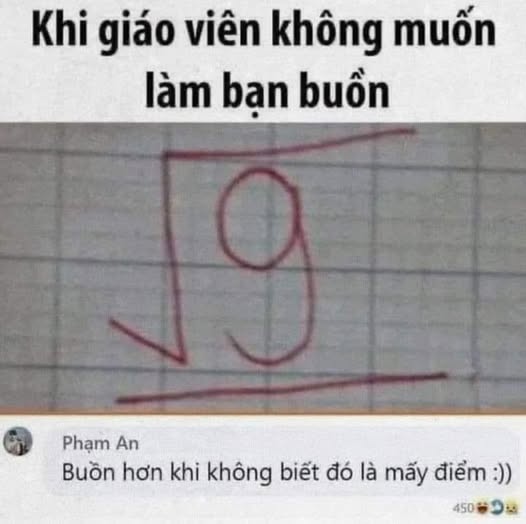 Khi giáo viên không muốn
làm bạn buồn
√9
Phạm An
Buồn hơn khi không biết đó là mấy điểm :))
450